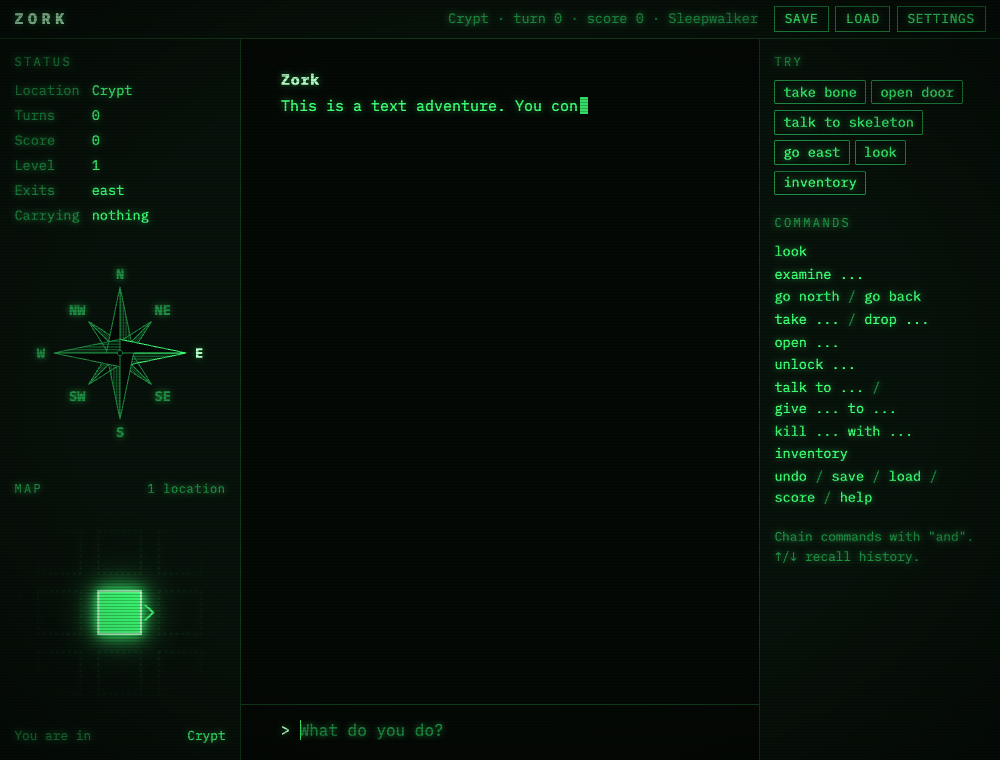 ZORK
Crypt · turn 0 · score 0 · Sleepwalker
SAVE
LOAD
SETTINGS
STATUS
Location Crypt
Turns 0
Score 0
Level 1
Exits east
Carrying nothing
N
NW
NE
W
E
SW
SE
S
MAP
1 location
You are in Crypt
Zork
This is a text adventure. You con
> What do you do?
TRY
take bone
open door
talk to skeleton
go east
look
inventory
COMMANDS
look
examine ...
go north / go back
take ... / drop ...
open ...
unlock ...
talk to ... /
give ... to ...
kill ... with ...
inventory
undo / save / load /
score / help
Chain commands with "and".
↑/↓ recall history.